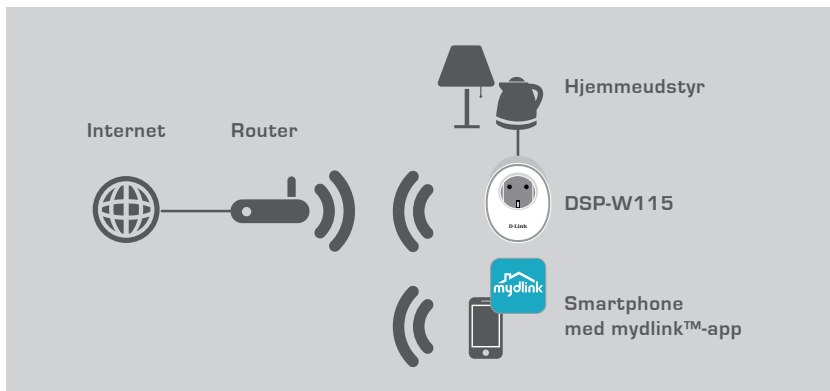 Hjemmeudstyr
Internet
Router
DSP-W115
D-Link
mydlink
Smartphone
med mydlink™-app